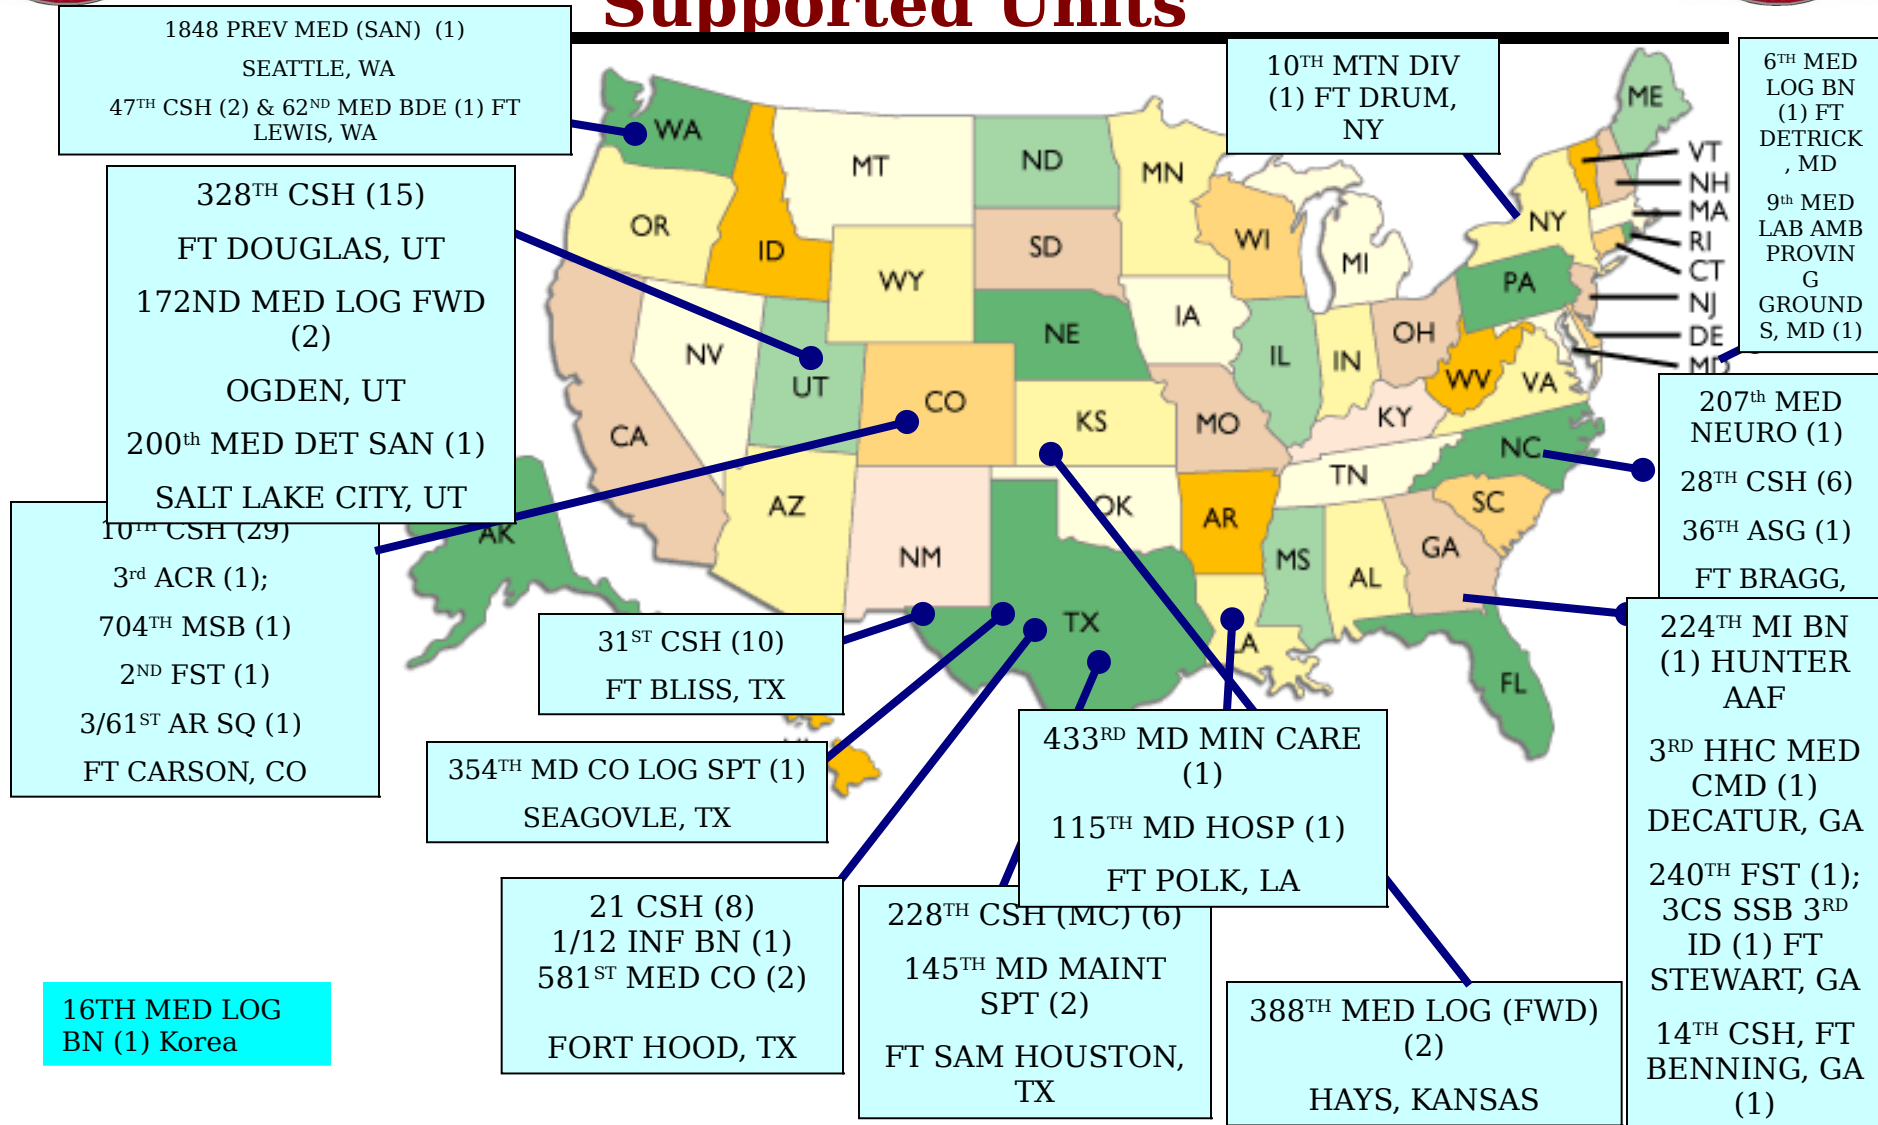 Supported Units
1848 PREV MED (SAN) (1)
SEATTLE, WA
47TH CSH (2) & 62ND MED BDE (1) FT
LEWIS, WA
328TH CSH (15)
FT DOUGLAS, UT
172ND MED LOG FWD
(2)
OGDEN, UT
200th MED DET SAN (1)
SALT LAKE CITY, UT
10TH CSH (29)
3rd ACR (1);
704TH MSB (1)
2ND FST (1)
3/61ST AR SQ (1)
FT CARSON, CO
16TH MED LOG
BN (1) Korea
31ST CSH (10)
FT BLISS, TX
354TH MD CO LOG SPT (1)
SEAGOVLE, TX
21 CSH (8)
1/12 INF BN (1)
581ST MED CO (2)
FORT HOOD, TX
228TH CSH (MC) (6)
145TH MD MAINT
SPT (2)
FT SAM HOUSTON,
TX
433RD MD MIN CARE
(1)
115TH MD HOSP (1)
FT POLK, LA
388TH MED LOG (FWD)
(2)
HAYS, KANSAS
10TH MTN DIV
(1) FT DRUM,
NY
6TH MED
LOG BN
(1) FT
DETRICK
, MD
9th MED
LAB AMB
PROVIN
G
GROUND
S, MD (1)
207th MED
NEURO (1)
28TH CSH (6)
36TH ASG (1)
FT BRAGG,
224TH MI BN
(1) HUNTER
AAF
3RD HHC MED
CMD (1)
DECATUR, GA
240TH FST (1);
3CS SSB 3RD
ID (1) FT
STEWART, GA
14TH CSH, FT
BENNING, GA
(1)
WA
OR
ID
MT
ND
MN
SD
WY
NE
IA
WI
MI
NV
UT
CO
KS
MO
IL
IN
OH
KY
WV
VA
PA
NY
ME
VT
NH
MA
RI
CT
NJ
DE
MD
CA
AZ
NM
OK
AR
TN
NC
SC
MS
AL
GA
TX
LA
FL
AK